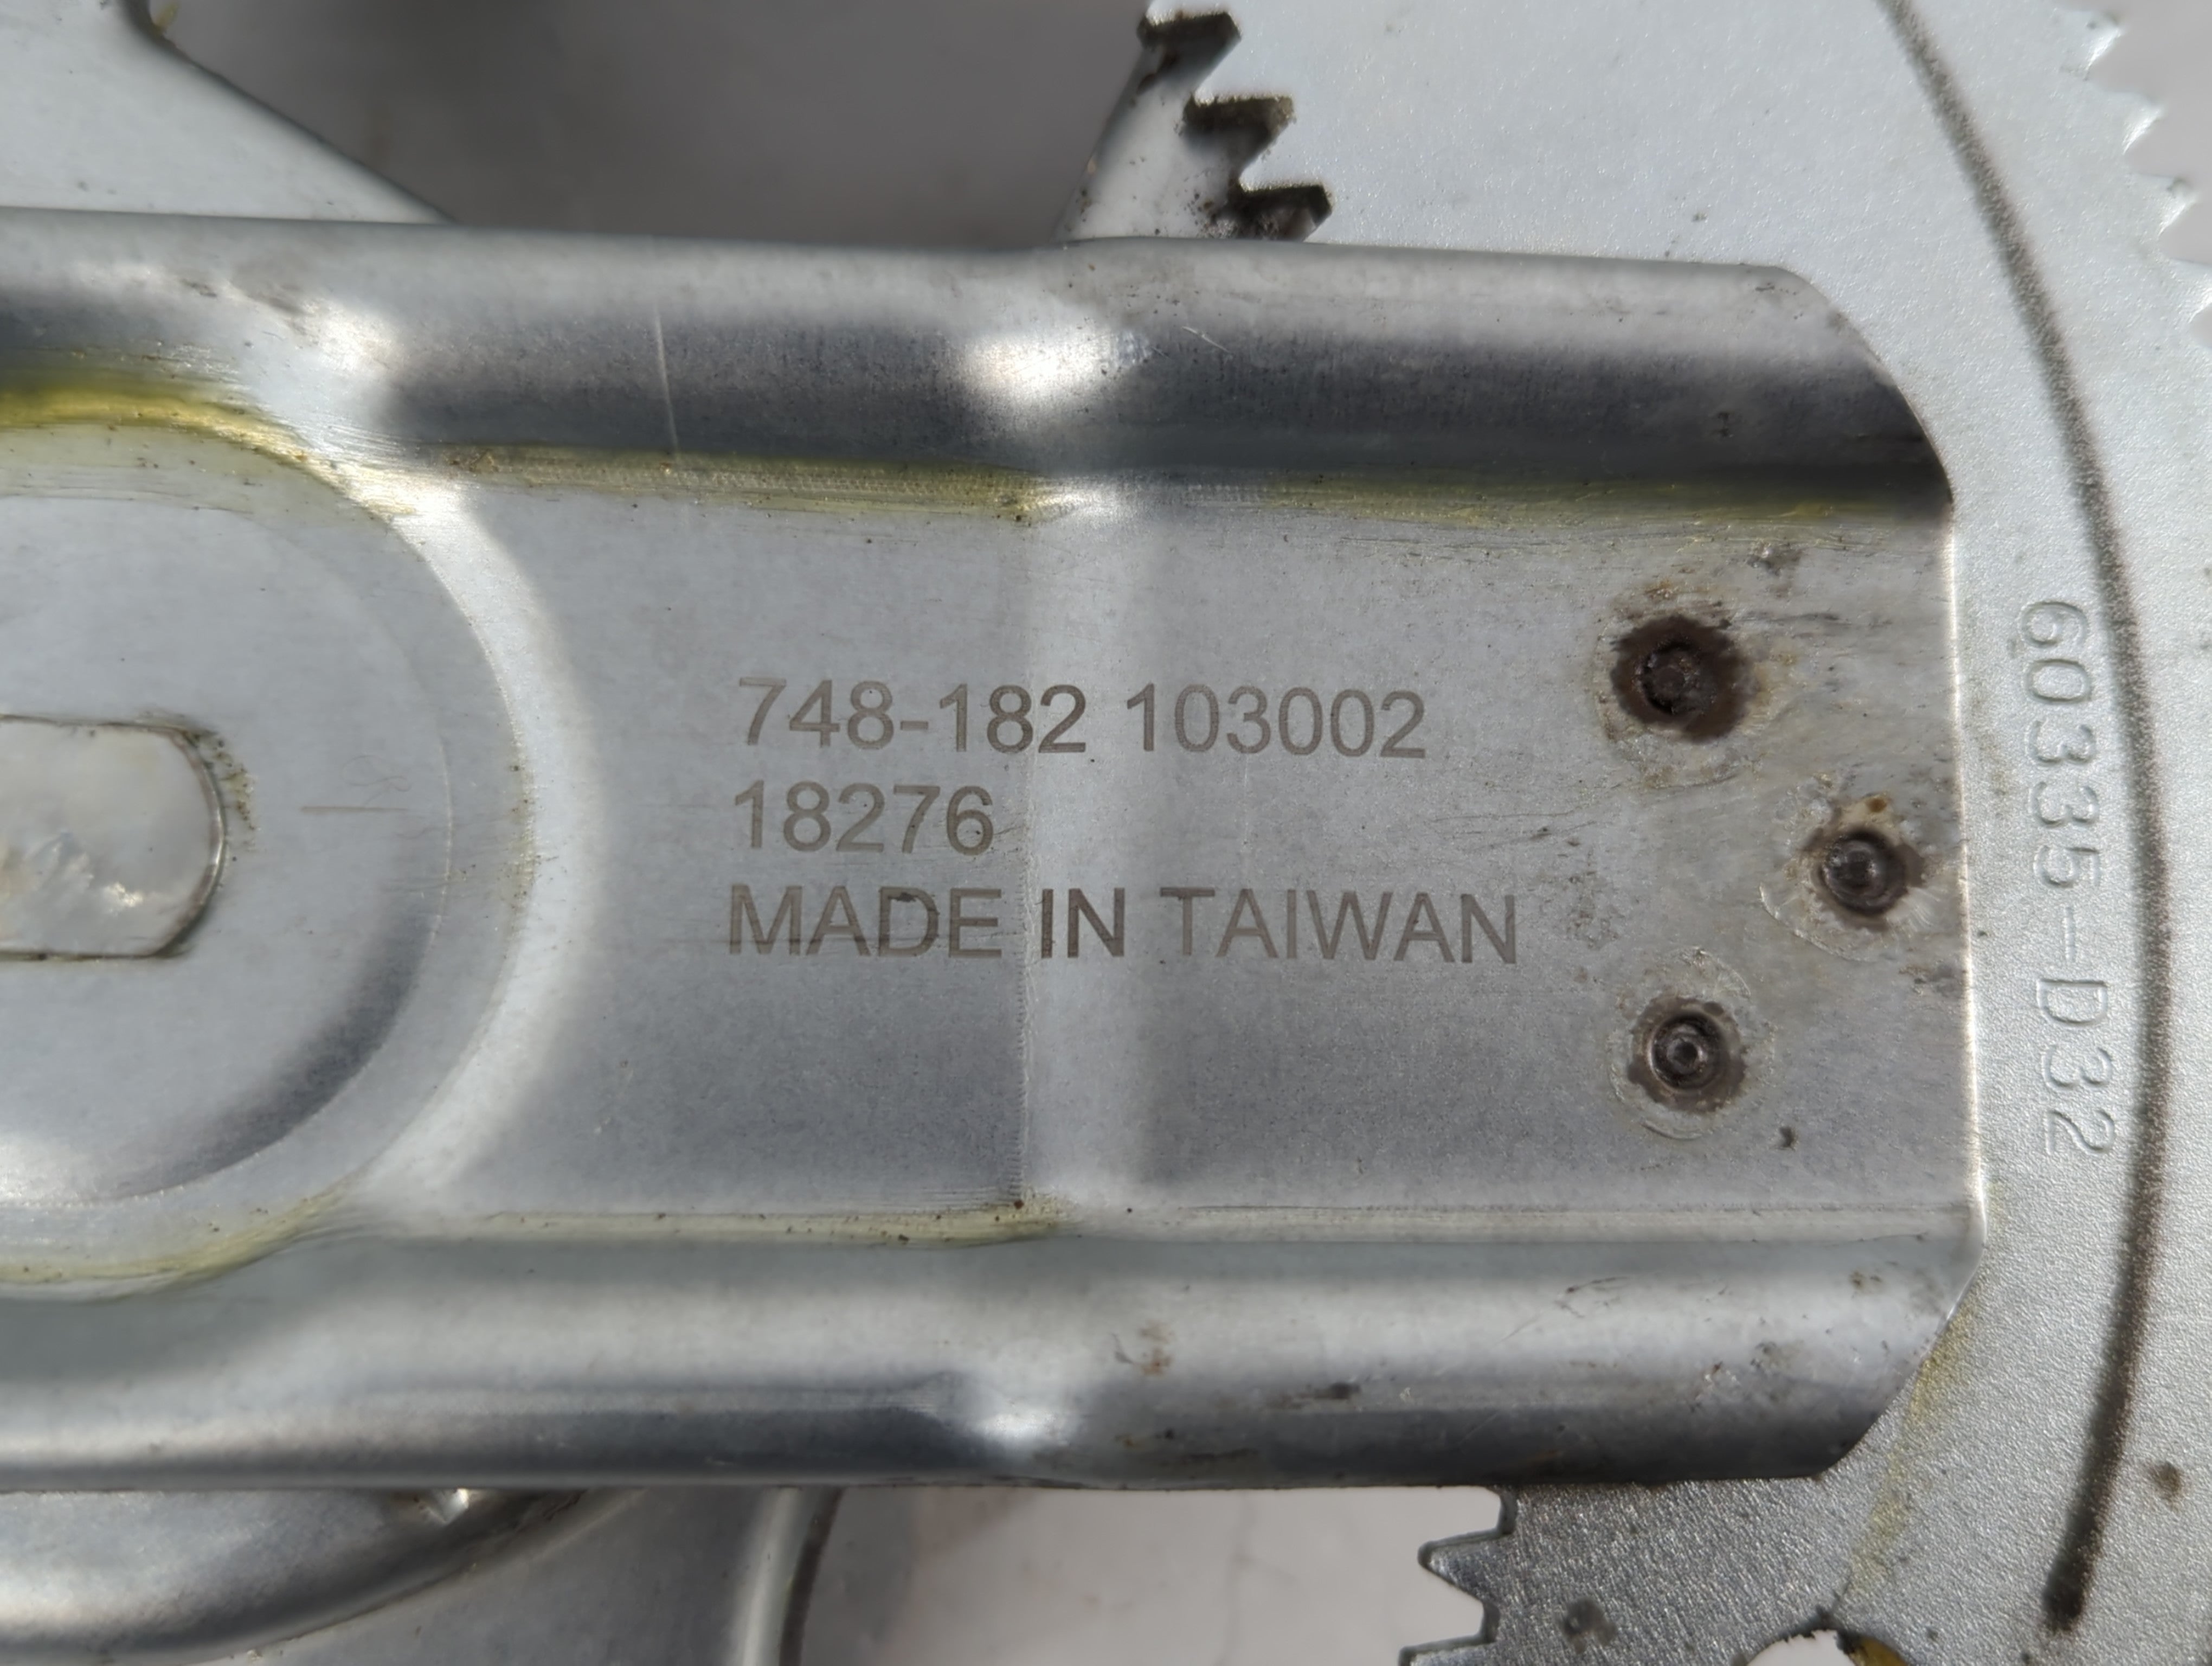 748-182 103002
18276
MADE IN TAIWAN
60335-D32